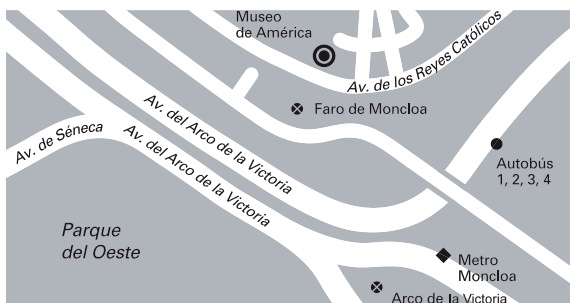 Museo
de América
Av. de los Reyes Católicos
Faro de Moncloa
Av. del Arco de la Victoria
Av. de Séneca
Av. del Arco de la Victoria
Autobús
1, 2, 3, 4
Parque
del Oeste
Metro
Moncloa
Arco de la Victoria